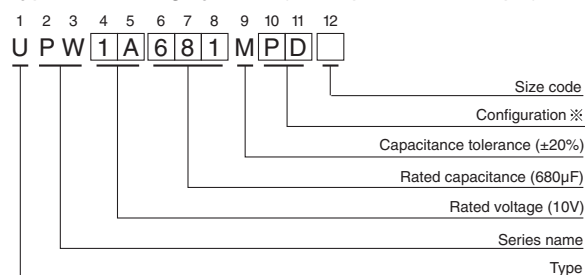 1 2 3 4 5 6 7 8 9 10 11 12
U P W 1 A 6 8 1 M P D
Size code
Configuration ※
Capacitance tolerance (±20%)
Rated capacitance (680µF)
Rated voltage (10V)
Series name
Type